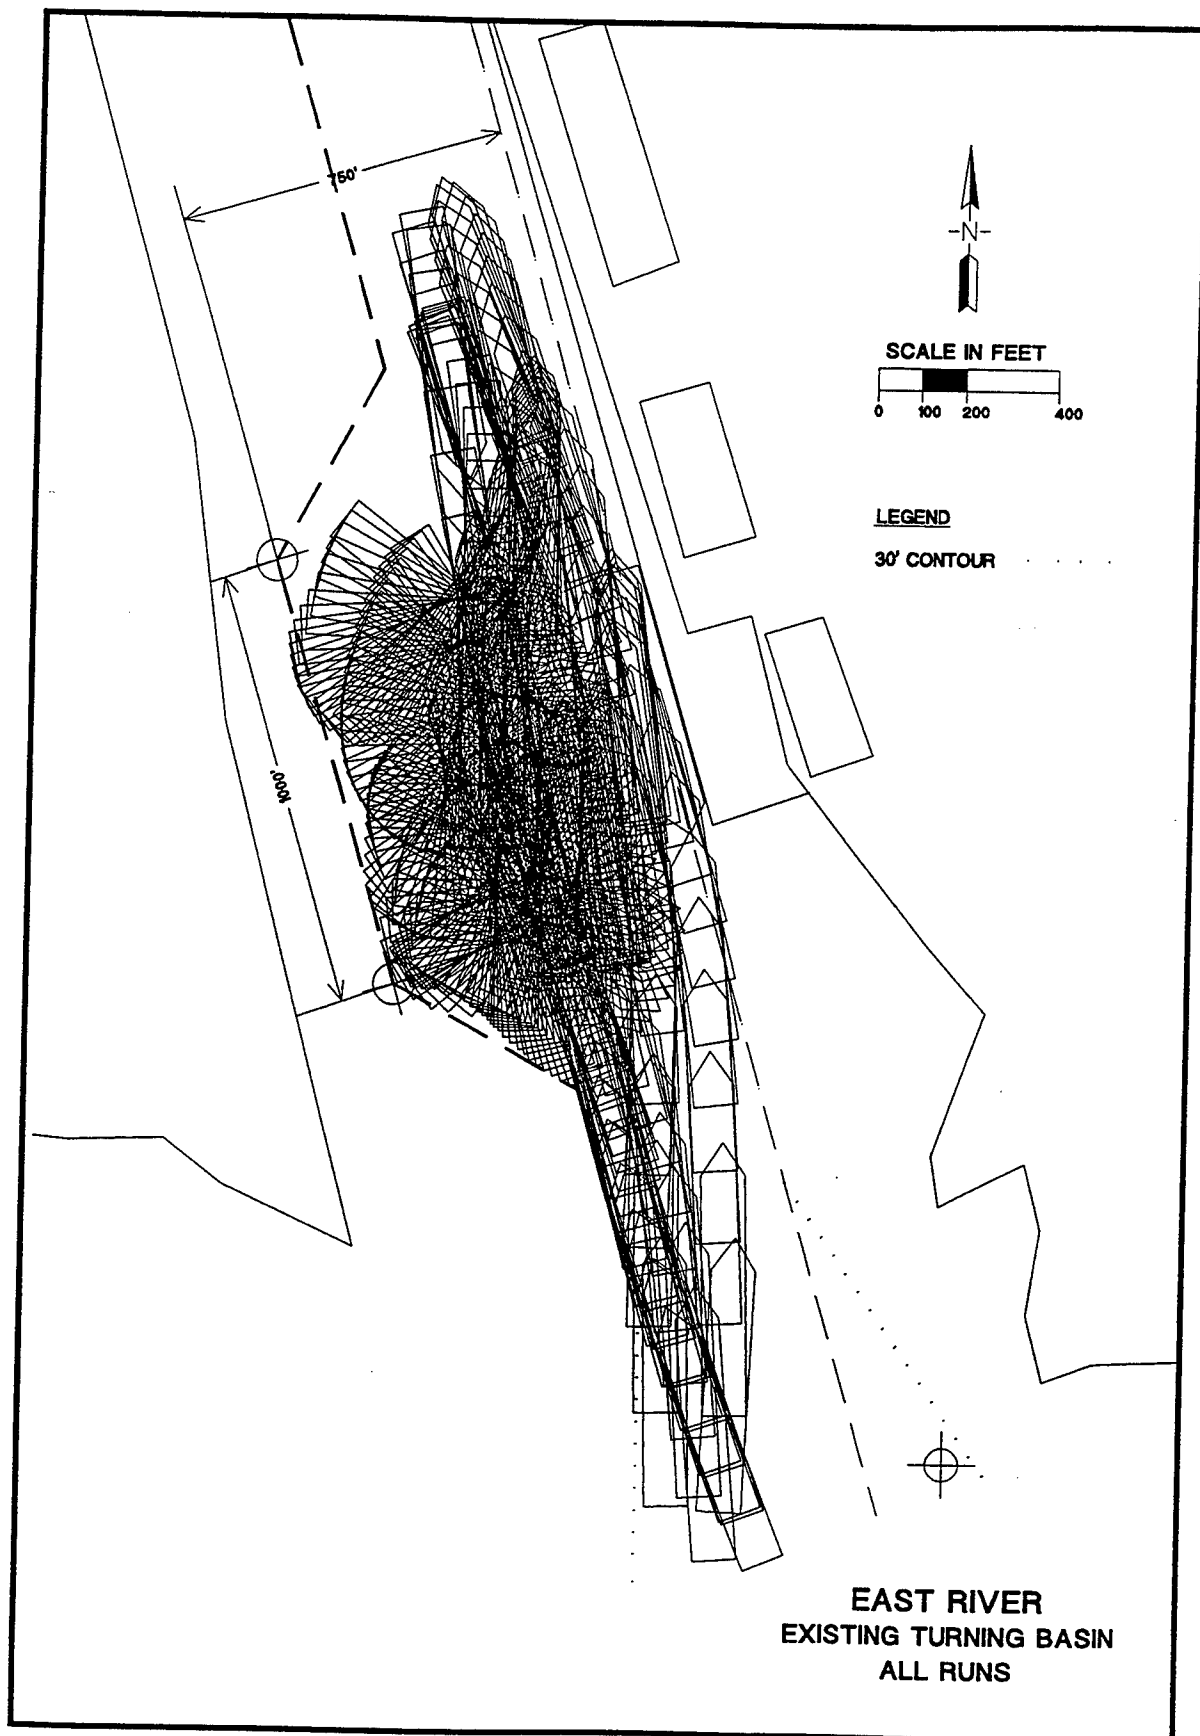 750'
-N-
SCALE IN FEET
0 100 200 400
LEGEND
30' CONTOUR
1000'
EAST RIVER
EXISTING TURNING BASIN
ALL RUNS